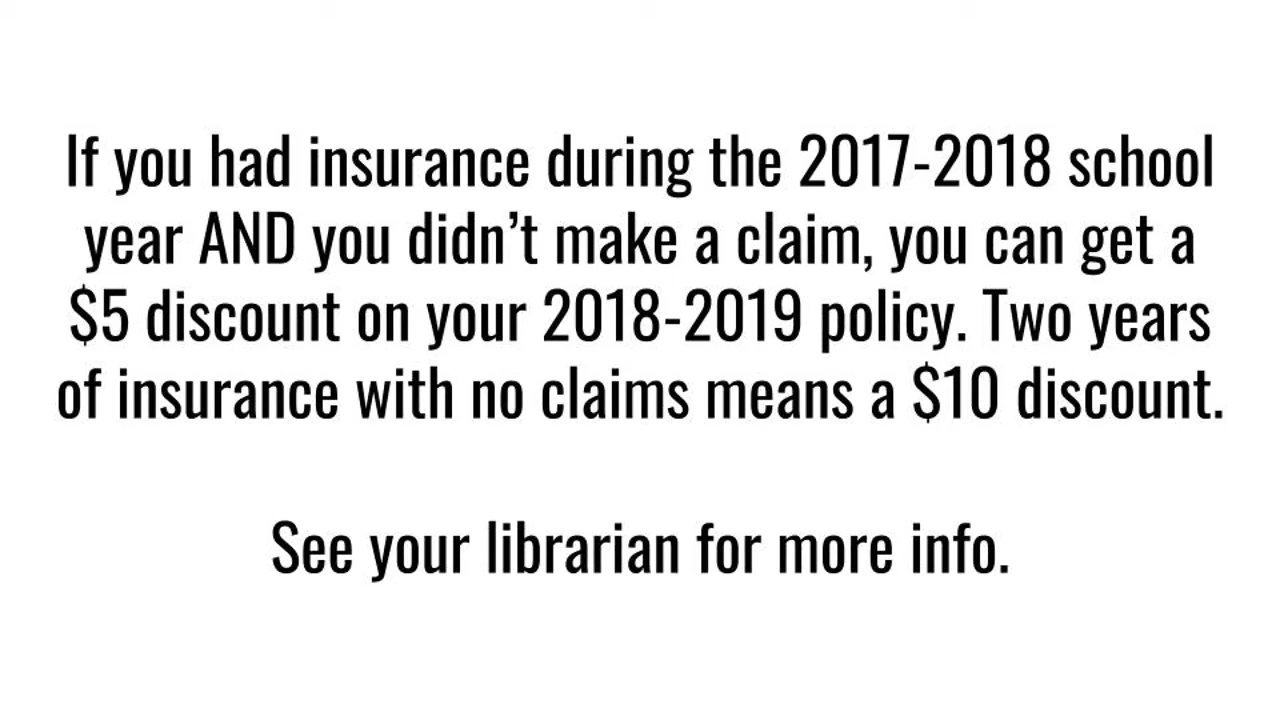 If you had insurance during the 2017-2018 school
year AND you didn’t make a claim, you can get a
$5 discount on your 2018-2019 policy. Two years
of insurance with no claims means a $10 discount.
See your librarian for more info.